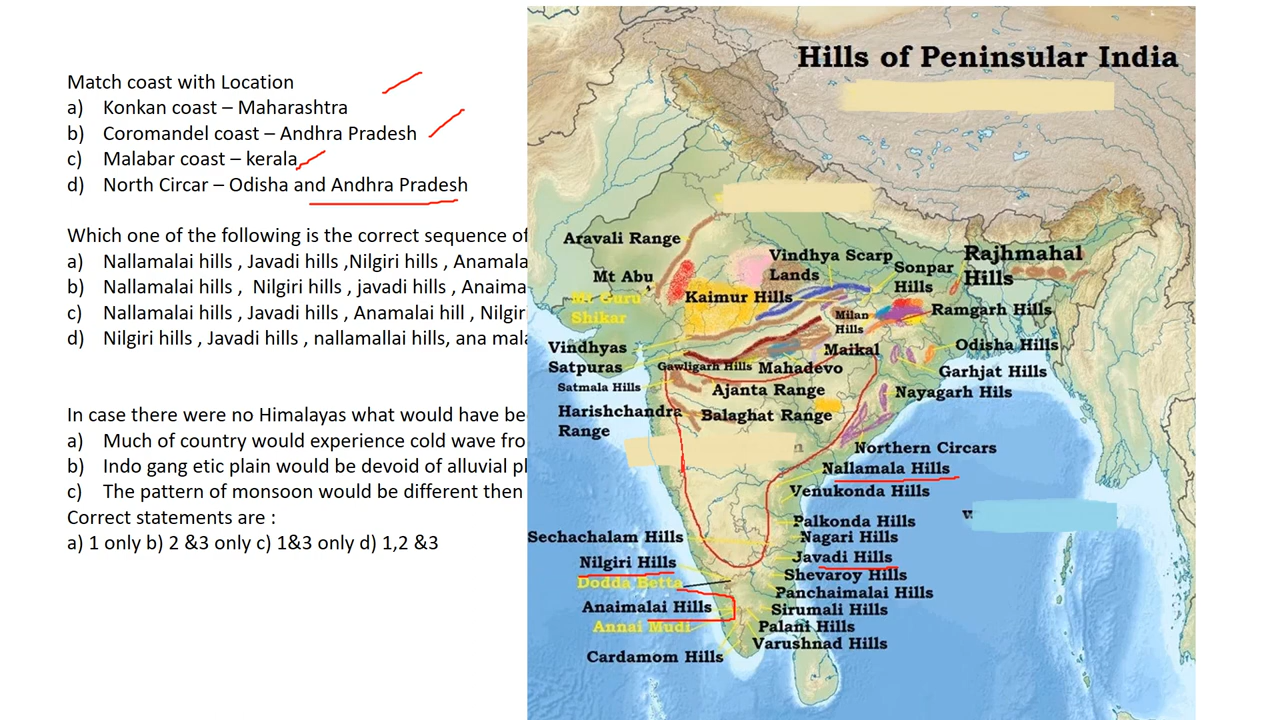 Match coast with Location
a) Konkan coast – Maharashtra
b) Coromandel coast – Andhra Pradesh
c) Malabar coast – kerala
d) North Circar – Odisha and Andhra Pradesh
Which one of the following is the correct sequence of
a) Nallamalai hills , Javadi hills ,Nilgiri hills , Anamala
b) Nallamalai hills , Nilgiri hills , javadi hills , Anaima
c) Nallamalai hills , Javadi hills , Anamalai hill , Nilgir
d) Nilgiri hills , Javadi hills , nallamallai hills, ana mala
In case there were no Himalayas what would have be
a) Much of country would experience cold wave fro
b) Indo gang etic plain would be devoid of alluvial pl
c) The pattern of monsoon would be different then
Correct statements are :
a) 1 only b) 2 &3 only c) 1&3 only d) 1,2 &3
Hills of Peninsular India
Aravali Range
Mt Abu
Mt Guru
Shikar
Vindhya Scarp
Lands
Kaimur Hills
Sonpar
Hills
Rajhmahal
Hills
Milan
Hills
Ramgarh Hills
Vindhyas
Satpuras
Gawligarh Hills
Mahadevo
Maikal
Odisha Hills
Garhjat Hills
Satmala Hills
Ajanta Range
Nayagarh Hils
Harishchandra
Range
Balaghat Range
Northern Circars
Nallamala Hills
Venukonda Hills
Palkonda Hills
Sechachalam Hills
Nagari Hills
Nilgiri Hills
Javadi Hills
Dodda Betta
Shevaroy Hills
Panchaimalai Hills
Anaimalai Hills
Sirumali Hills
Annai Mudi
Palani Hills
Varushnad Hills
Cardamom Hills